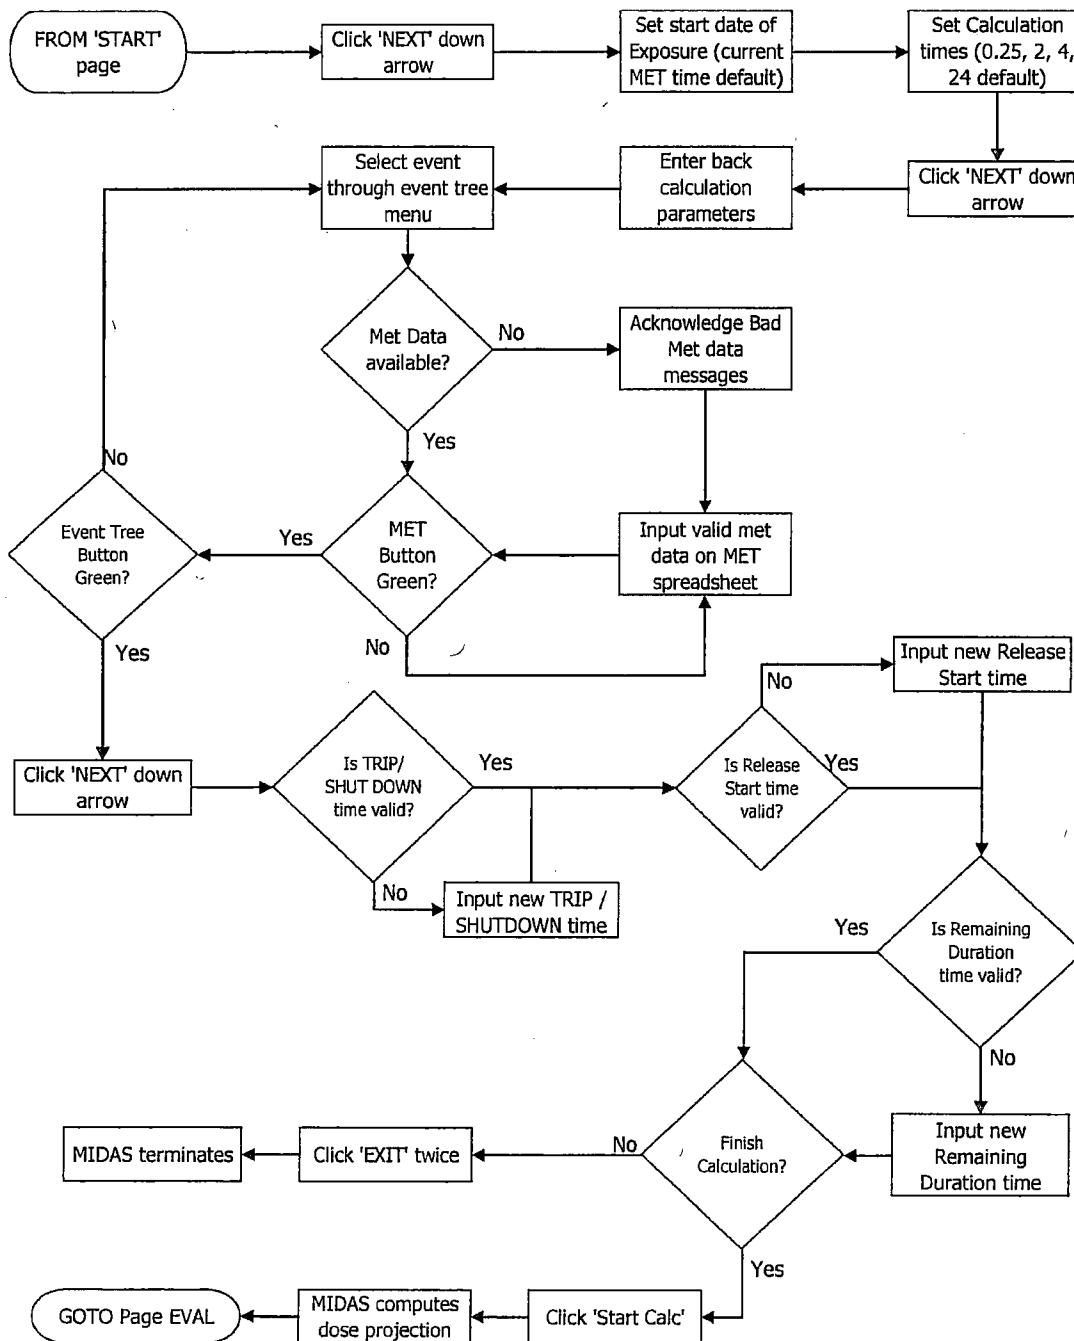 FROM 'START'
page
Click 'NEXT' down
arrow
Set start date of
Exposure (current
MET time default)
Set Calculation
times (0.25, 2, 4,
24 default)
Click 'NEXT' down
arrow
Enter back
calculation
parameters
Select event
through event tree
menu
Met Data
available?
No
Acknowledge Bad
Met data
messages
Yes
Input valid met
data on MET
spreadsheet
MET
Button
Green?
Yes
No
Event Tree
Button
Green?
No
Yes
Click 'NEXT' down
arrow
Is TRIP/
SHUT DOWN
time valid?
Yes
No
Input new TRIP /
SHUTDOWN time
Is Release
Start time
valid?
No
Yes
Input new Release
Start time
Is Remaining
Duration
time valid?
Yes
No
Input new
Remaining
Duration time
Finish
Calculation?
No
Click 'EXIT' twice
MIDAS terminates
Yes
Click 'Start Calc'
MIDAS computes
dose projection
GOTO Page EVAL